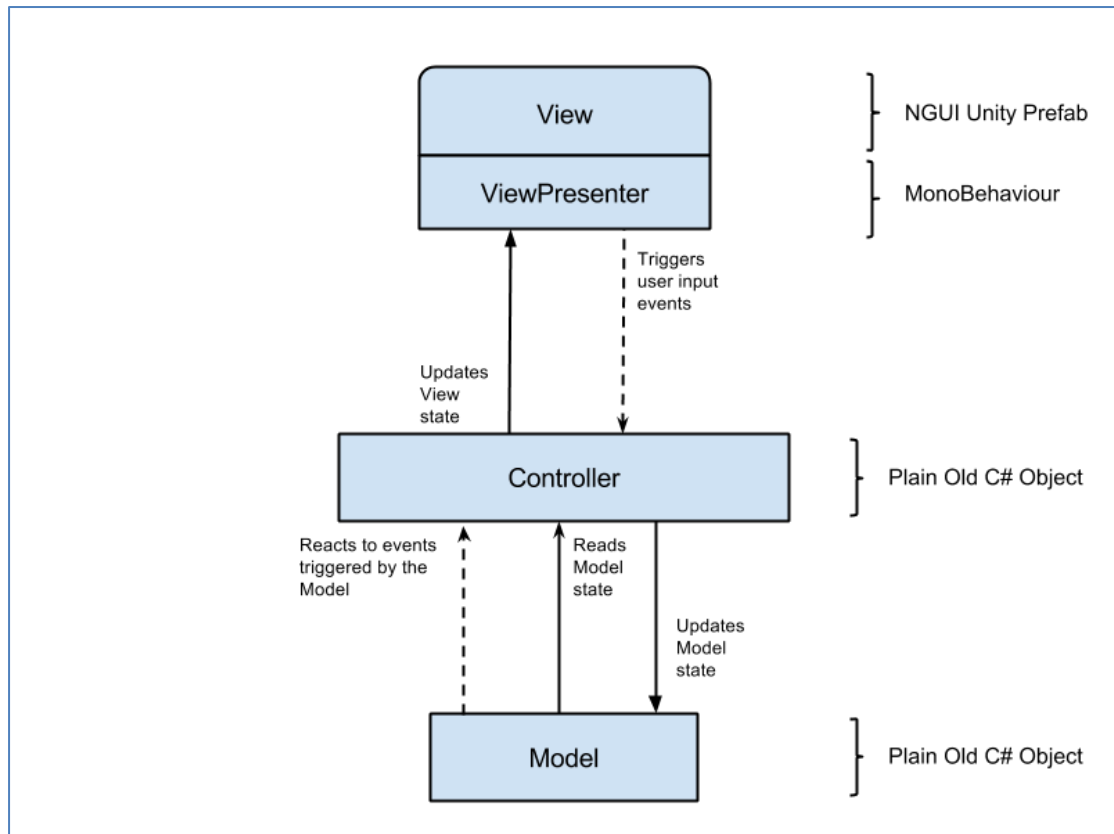 View
NGUI Unity Prefab
ViewPresenter
MonoBehaviour
Triggers
user input
events
Updates
View
state
Controller
Plain Old C# Object
Reacts to events
triggered by the
Model
Reads
Model
state
Updates
Model
state
Model
Plain Old C# Object